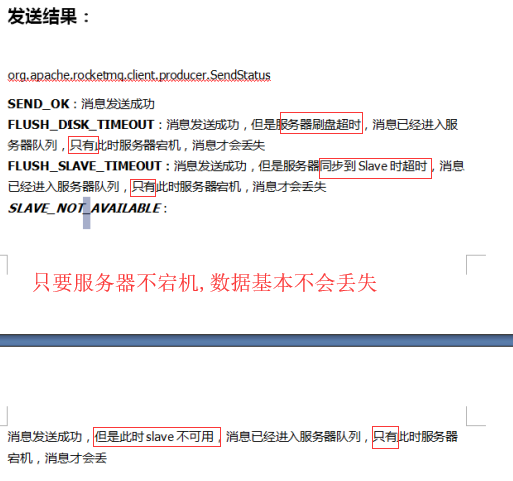 发送结果：
org.apache.rocketmq.client.producer.SendStatus
SEND_OK：消息发送成功
FLUSH_DISK_TIMEOUT：消息发送成功，但是服务器刷盘超时，消息已经进入服
务器队列，只有此时服务器宕机，消息才会丢失
FLUSH_SLAVE_TIMEOUT：消息发送成功，但是服务器同步到 Slave 时超时，消息
已经进入服务器队列，只有此时服务器宕机，消息才会丢失
SLAVE_NOT_AVAILABLE：
只要服务器不宕机,数据基本不会丢失
消息发送成功，但是此时 slave 不可用，消息已经进入服务器队列，只有此时服务器
宕机，消息才会丢